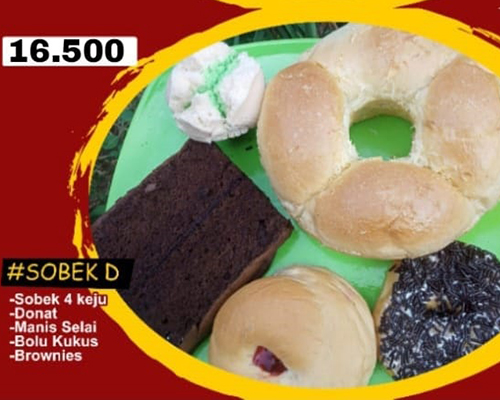 16.500
#SOBEK D
-Sobek 4 keju
-Donat
-Manis Selai
-Bolu Kukus
-Brownies